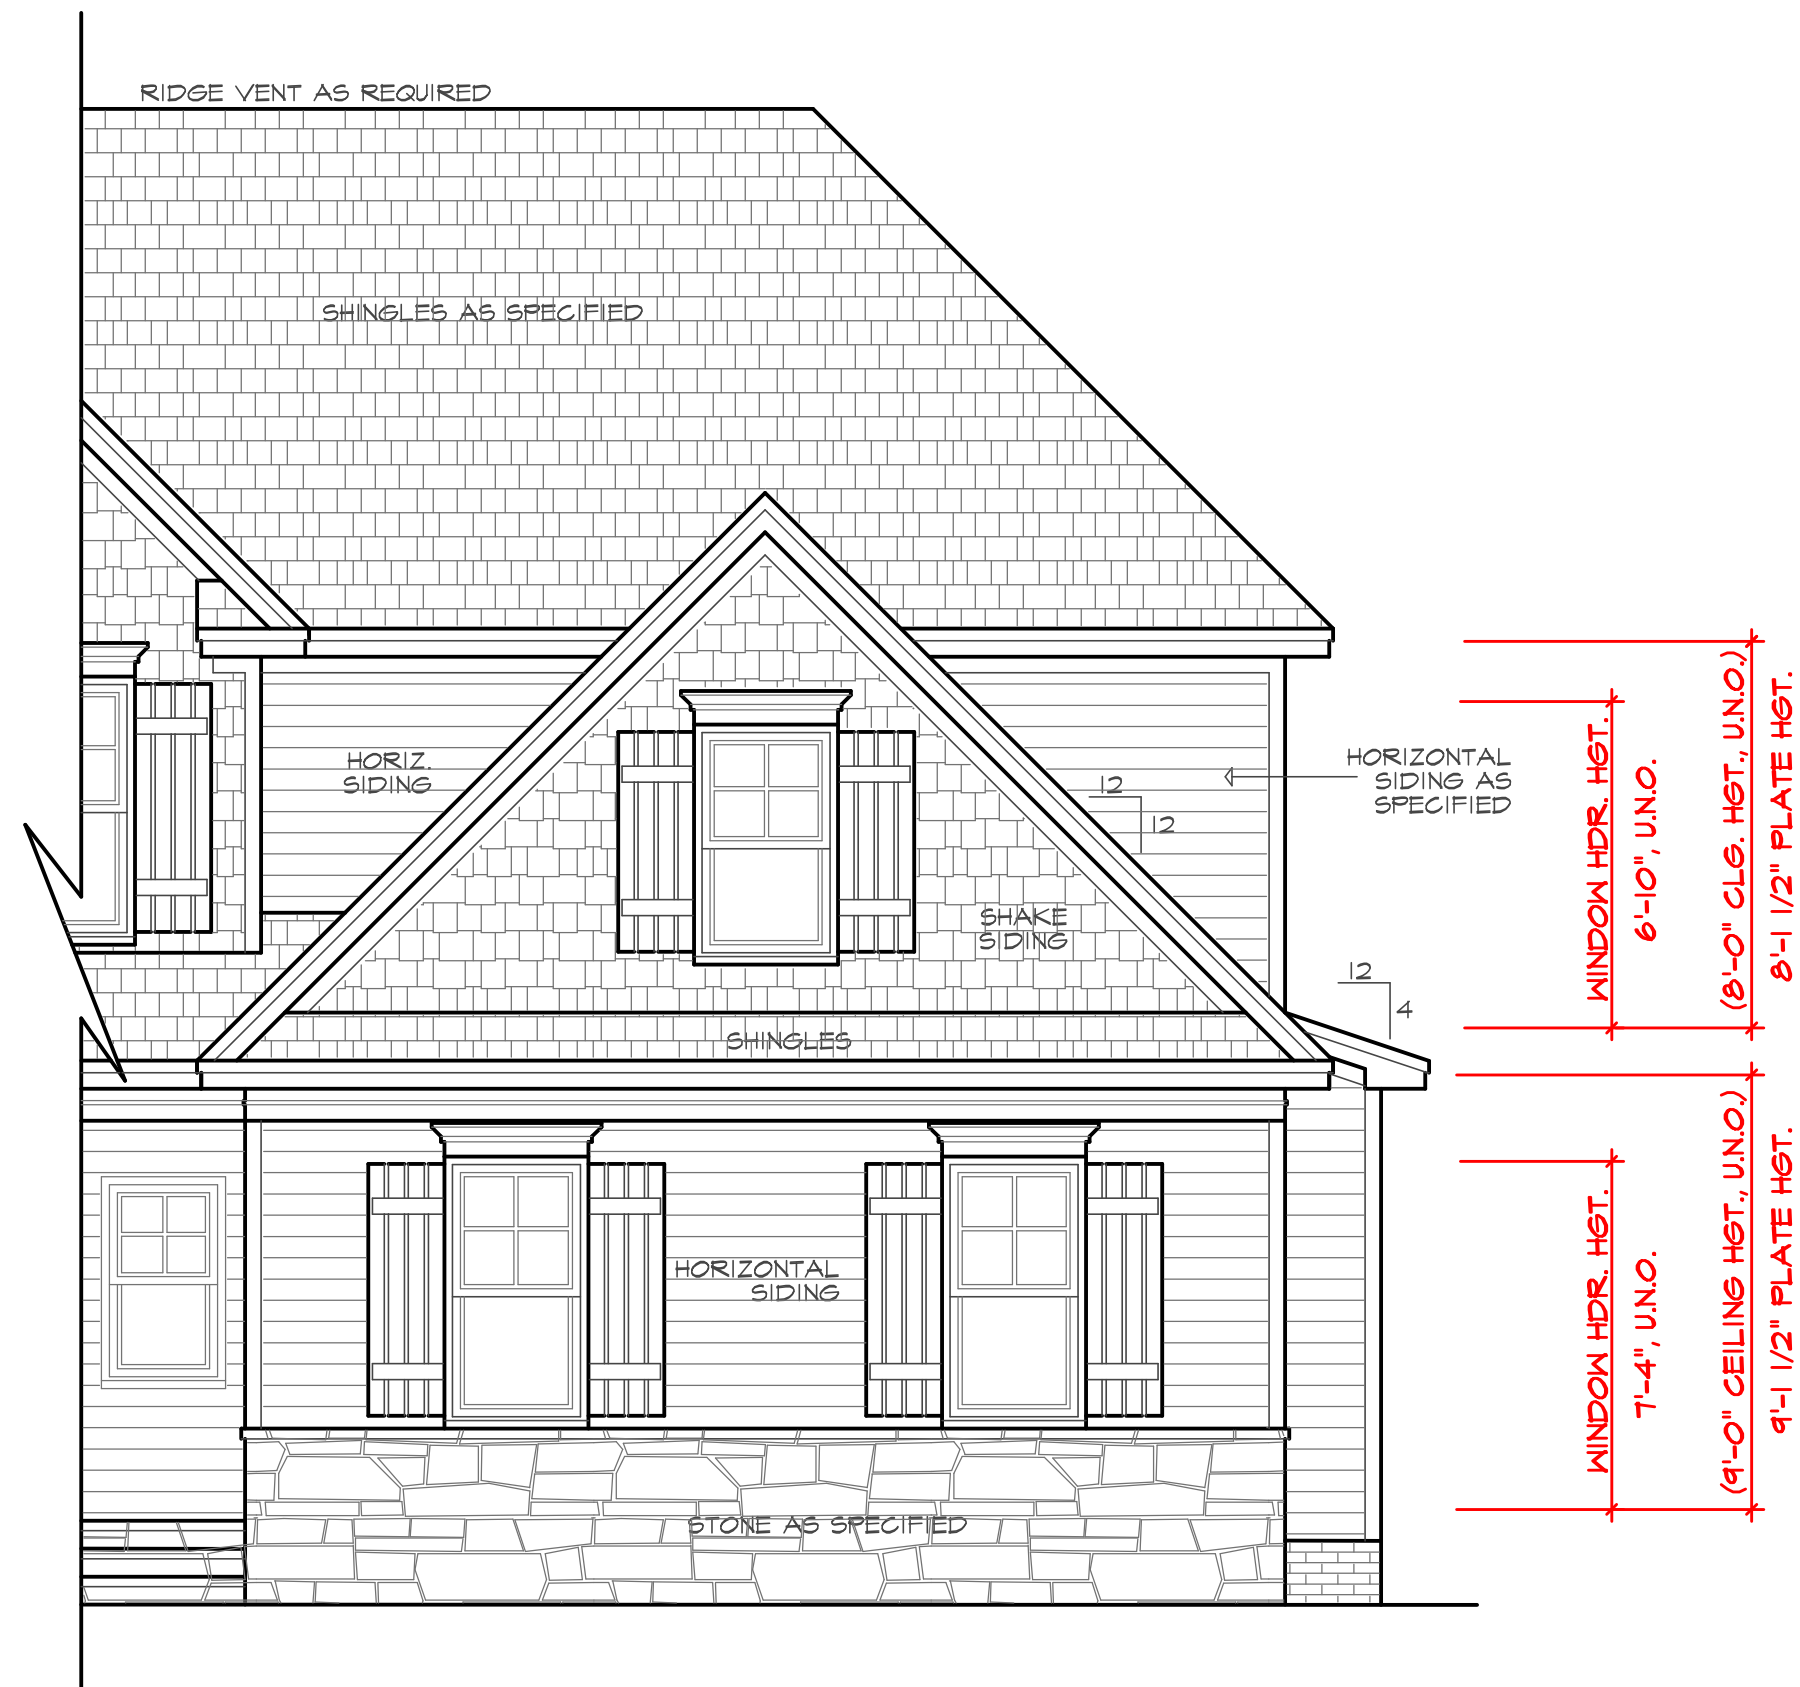 RIDGE VENT AS REQUIRED
SHINGLES AS SPECIFIED
HORIZ.
SIDING
12
12
HORIZONTAL
SIDING AS
SPECIFIED
SHAKE
SIDING
12
4
SHINGLES
HORIZONTAL
SIDING
STONE AS SPECIFIED
WINDOW HDR. HGT.
6'-10", U.N.O.
(8'-0" CLG. HGT., U.N.O.)
8'-1 1/2" PLATE HGT.
WINDOW HDR. HGT.
7'-4", U.N.O.
(9'-0" CEILING HGT., U.N.O.)
9'-1 1/2" PLATE HGT.